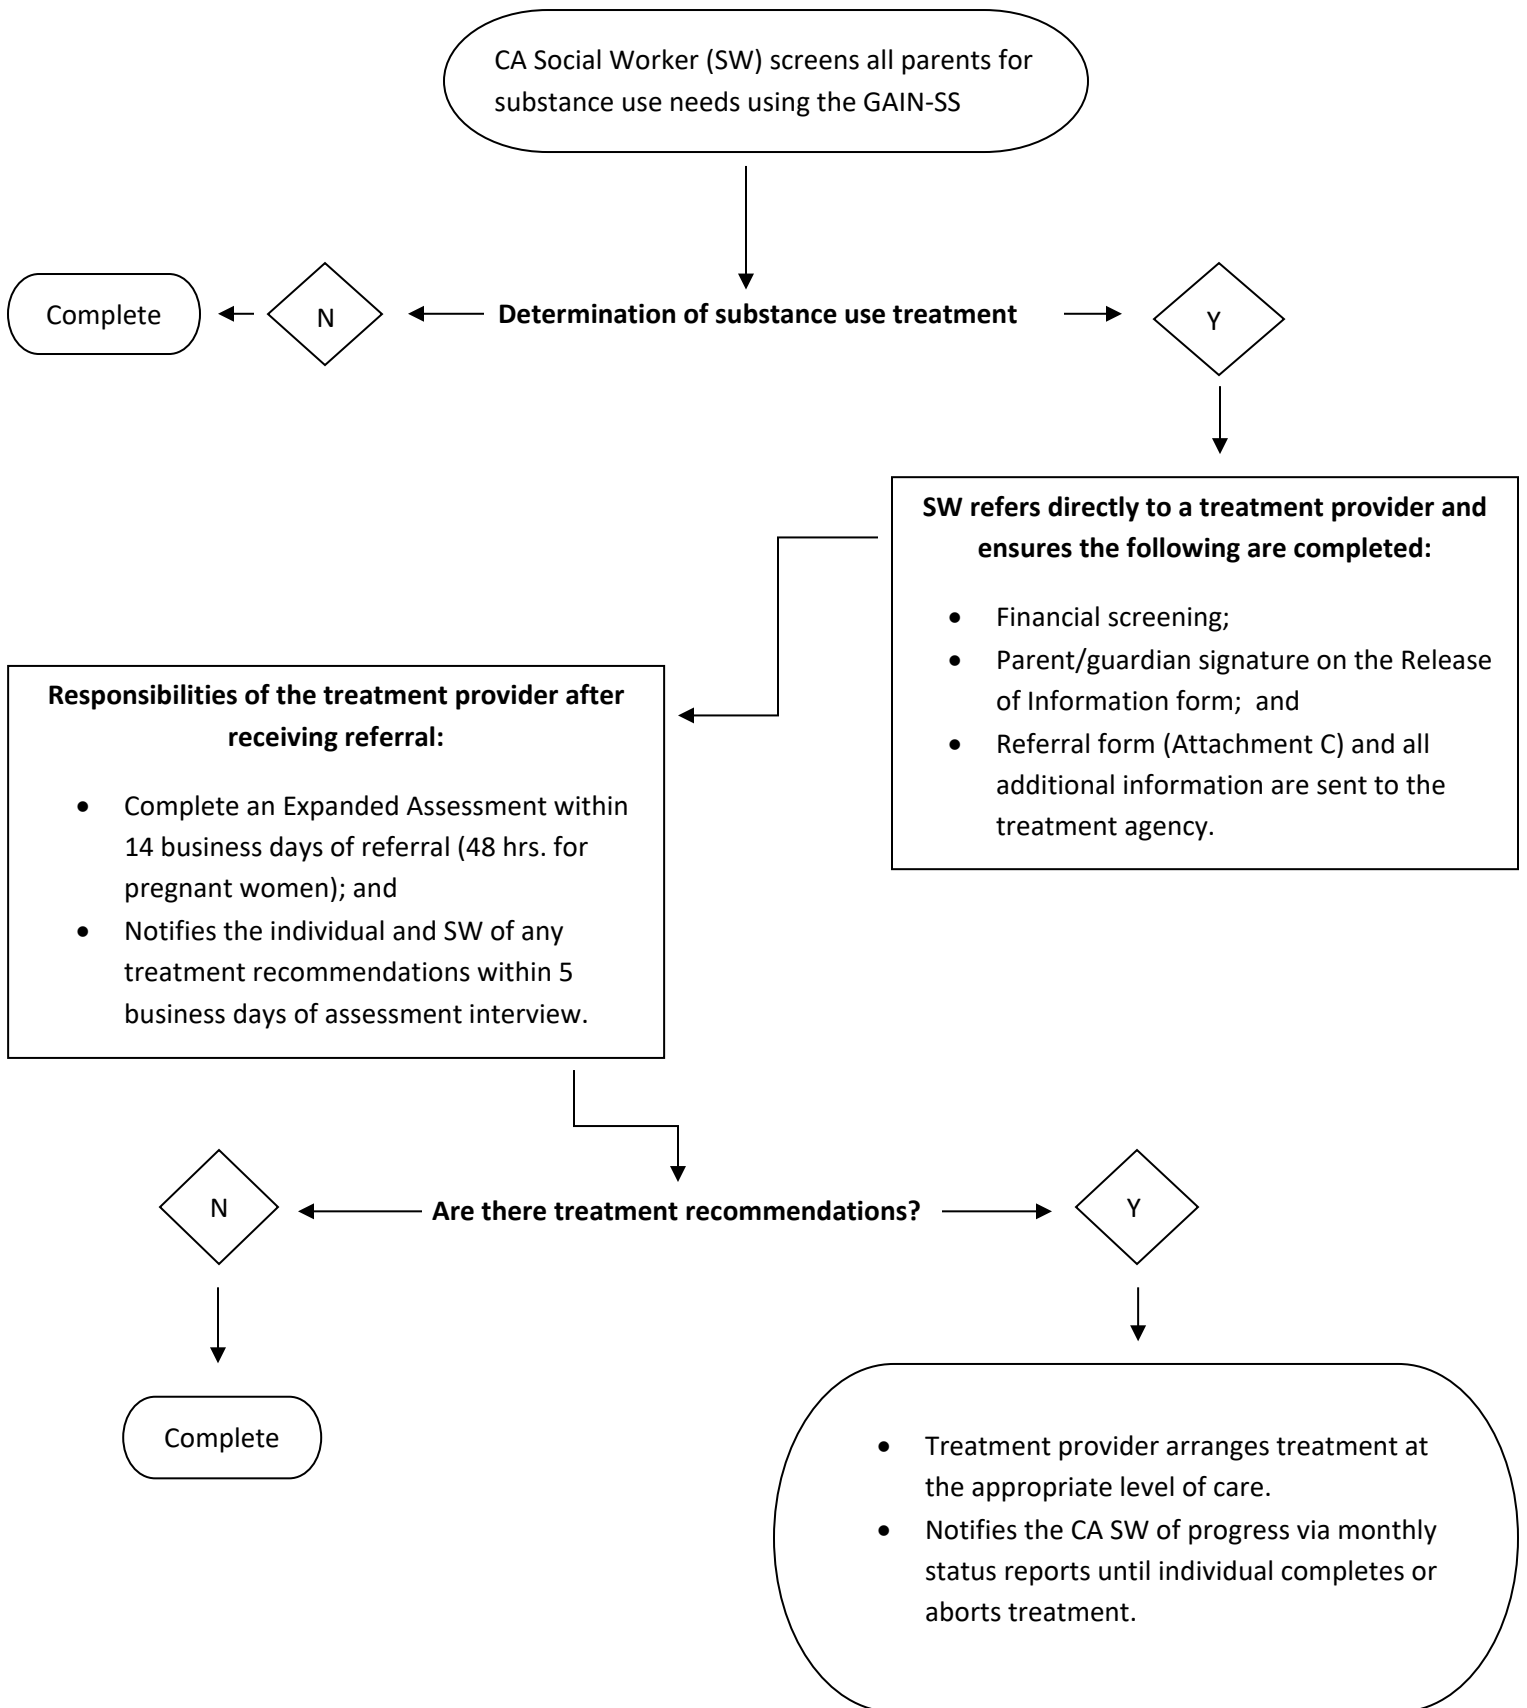 CA Social Worker (SW) screens all parents for
substance use needs using the GAIN-SS
Complete
N
Determination of substance use treatment
Y
SW refers directly to a treatment provider and
ensures the following are completed:
• Financial screening;
• Parent/guardian signature on the Release
of Information form;  and
• Referral form (Attachment C) and all
additional information are sent to the
treatment agency.
Responsibilities of the treatment provider after
receiving referral:
• Complete an Expanded Assessment within
14 business days of referral (48 hrs. for
pregnant women); and
• Notifies the individual and SW of any
treatment recommendations within 5
business days of assessment interview.
N
Are there treatment recommendations?
Y
Complete
• Treatment provider arranges treatment at
the appropriate level of care.
• Notifies the CA SW of progress via monthly
status reports until individual completes or
aborts treatment.